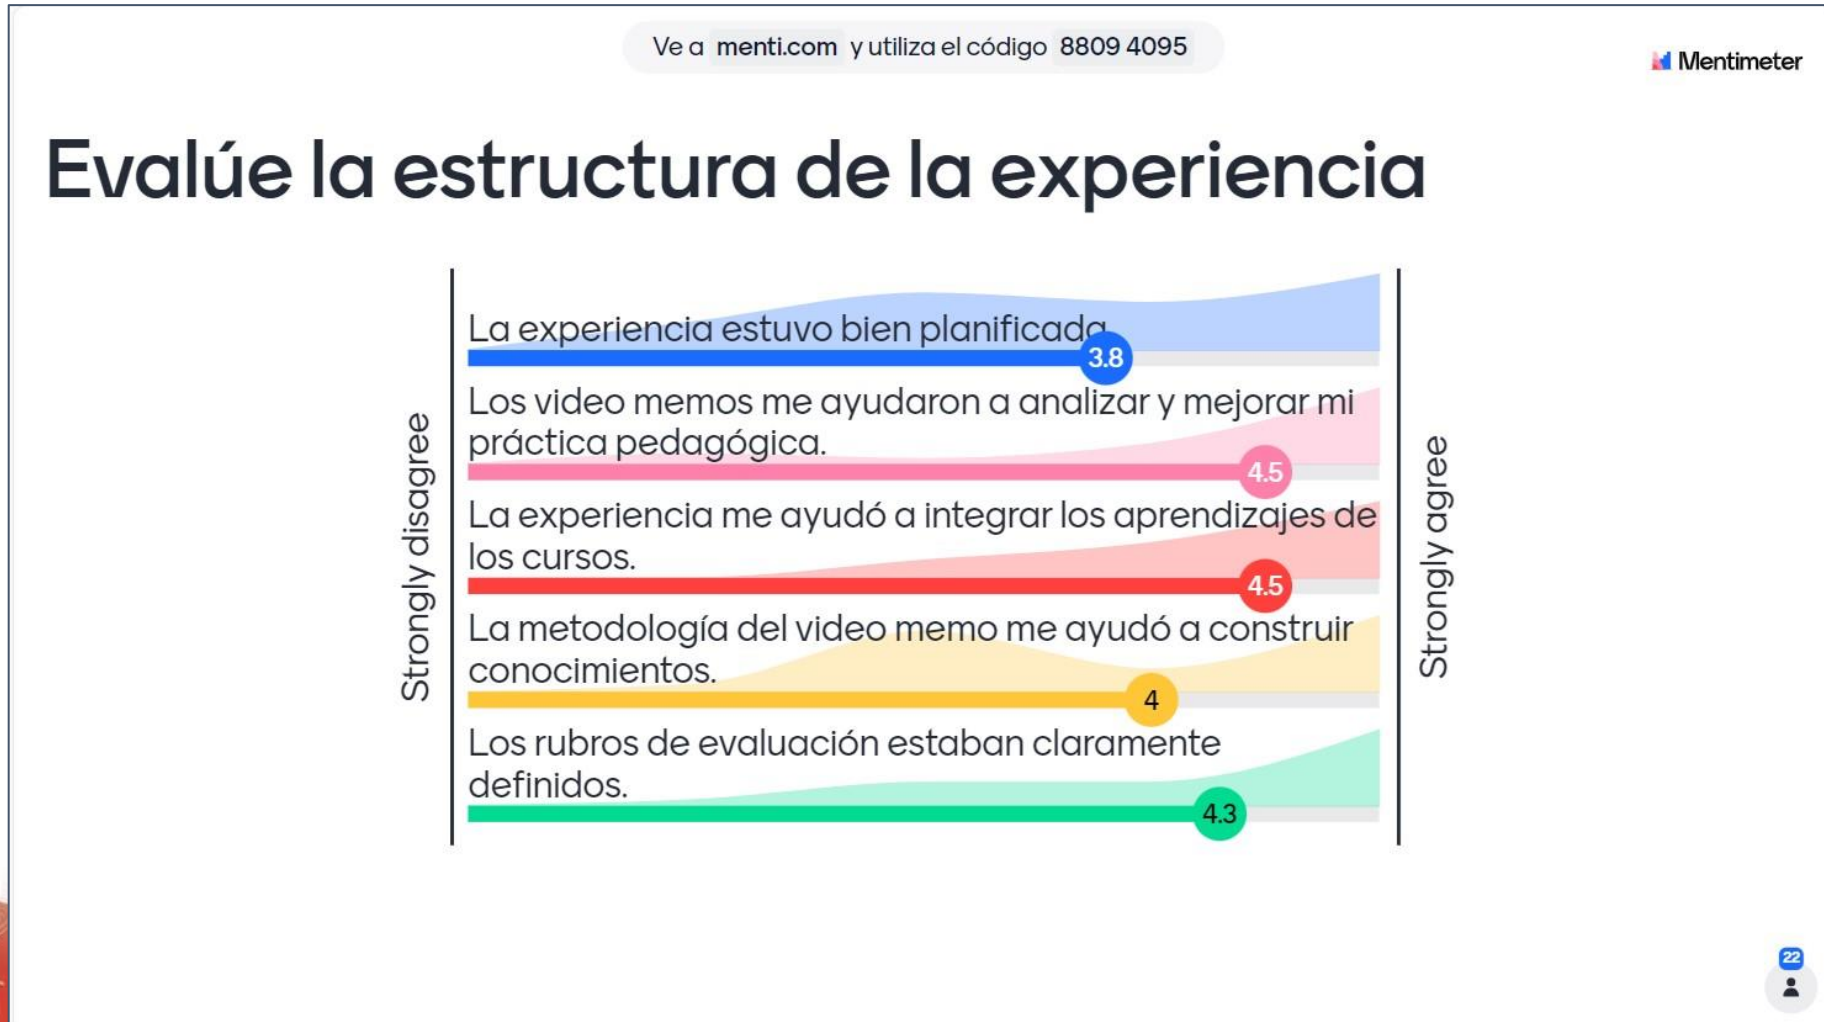 Ve a menti.com y utiliza el código 8809 4095
Mentimeter
Evalúe la estructura de la experiencia
Strongly disagree
La experiencia estuvo bien planificada.
3.8
Los video memos me ayudaron a analizar y mejorar mi
práctica pedagógica.
4.5
La experiencia me ayudó a integrar los aprendizajes de
los cursos.
4.5
La metodología del video memo me ayudó a construir
conocimientos.
4
Los rubros de evaluación estaban claramente
definidos.
4.3
Strongly agree
22